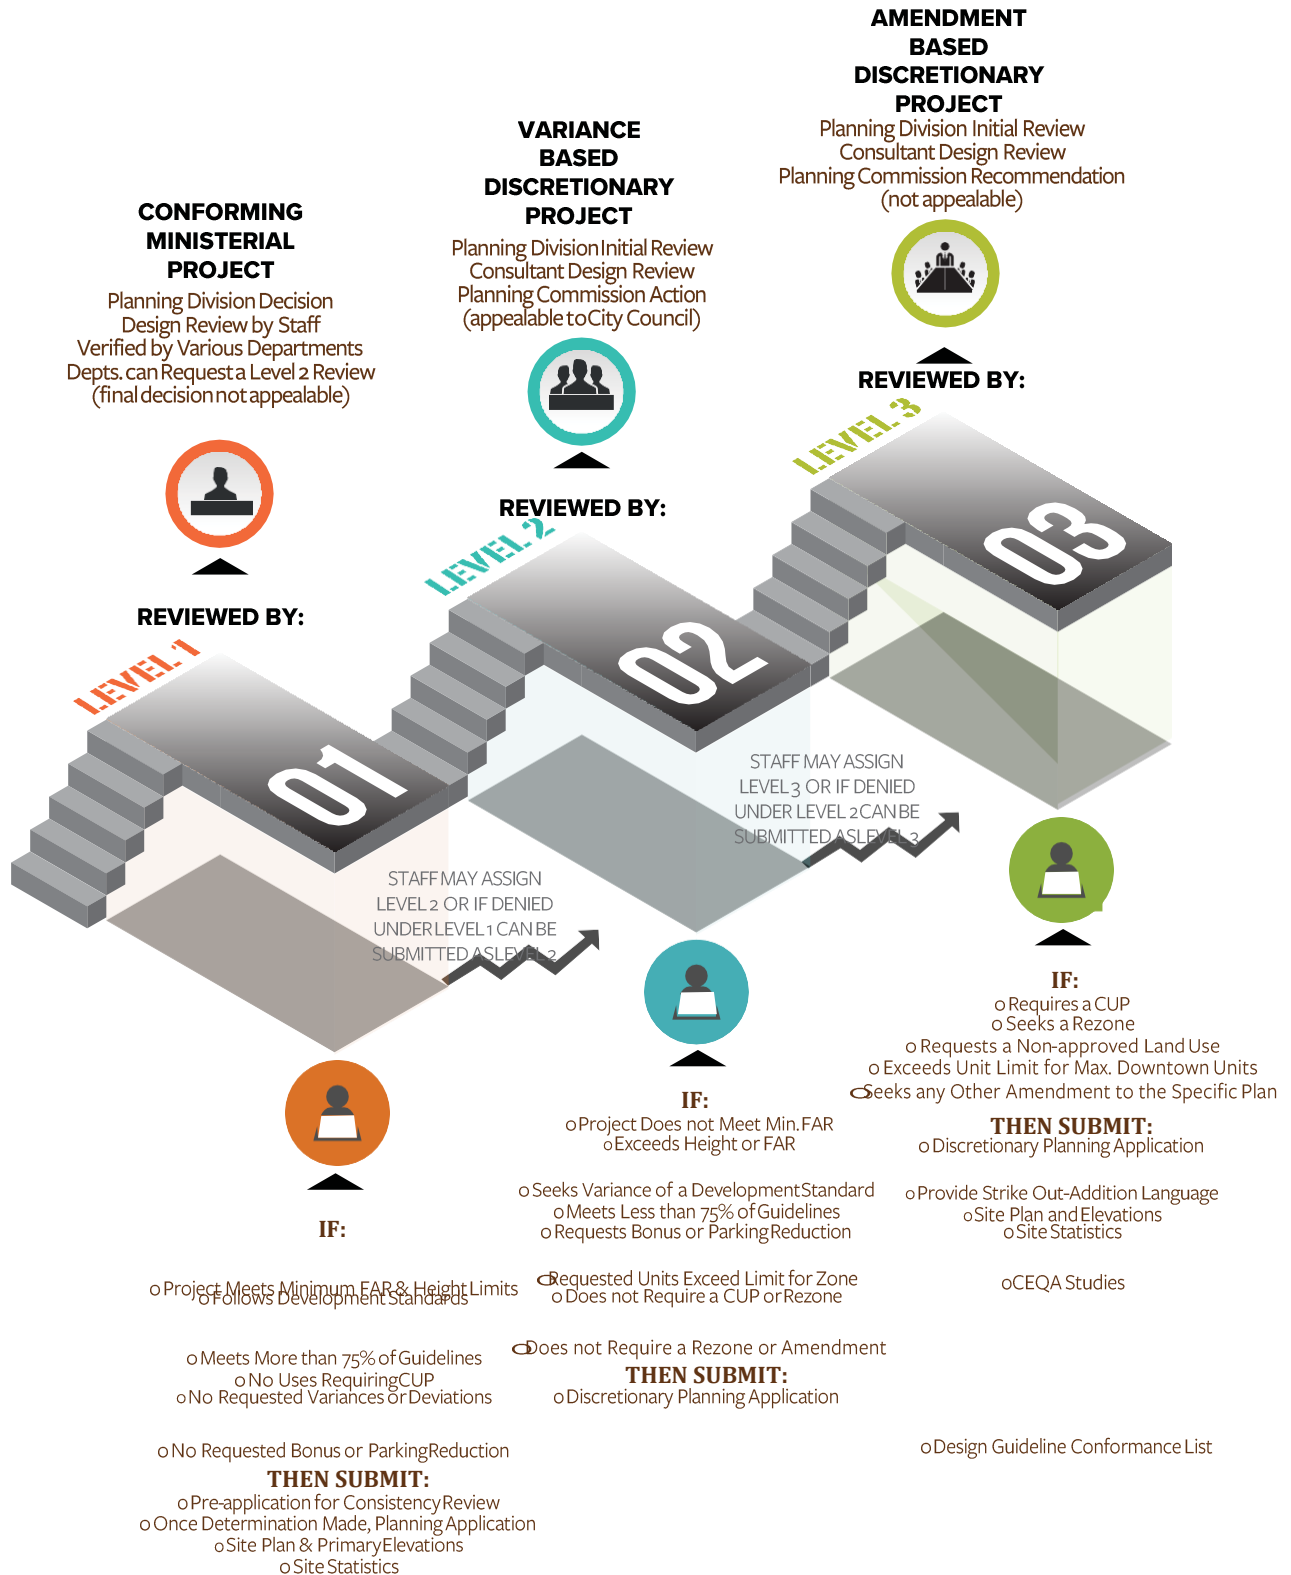 CONFORMING
MINISTERIAL
PROJECT
Planning Division Decision
Design Review by Staff
Verified by Various Departments
Depts. can Request a Level 2 Review
(final decision not appealable)
REVIEWED BY:
LEVEL 1
01
STAFF MAY ASSIGN
LEVEL 2 OR IF DENIED
UNDER LEVEL 1 CAN BE
SUBMITTED AS LEVEL 2
IF:
o Project Meets Minimum FAR & Height Limits
o Follows Development Standards
o Meets More than 75% of Guidelines
o No Uses Requiring CUP
o No Requested Variances or Deviations
o No Requested Bonus or Parking Reduction
THEN SUBMIT:
o Pre-application for Consistency Review
o Once Determination Made, Planning Application
o Site Plan & Primary Elevations
o Site Statistics
VARIANCE
BASED
DISCRETIONARY
PROJECT
Planning Division Initial Review
Consultant Design Review
Planning Commission Action
(appealable to City Council)
REVIEWED BY:
LEVEL 2
02
STAFF MAY ASSIGN
LEVEL 3 OR IF DENIED
UNDER LEVEL 2 CAN BE
SUBMITTED AS LEVEL 3
IF:
o Project Does not Meet Min. FAR
o Exceeds Height or FAR
o Seeks Variance of a Development Standard
o Meets Less than 75% of Guidelines
o Requests Bonus or Parking Reduction
o Requested Units Exceed Limit for Zone
o Does not Require a CUP or Rezone
o Does not Require a Rezone or Amendment
THEN SUBMIT:
o Discretionary Planning Application
AMENDMENT
BASED
DISCRETIONARY
PROJECT
Planning Division Initial Review
Consultant Design Review
Planning Commission Recommendation
(not appealable)
REVIEWED BY:
LEVEL 3
03
IF:
o Requires a CUP
o Seeks a Rezone
o Requests a Non-approved Land Use
o Exceeds Unit Limit for Max. Downtown Units
o Seeks any Other Amendment to the Specific Plan
THEN SUBMIT:
o Discretionary Planning Application
o Provide Strike Out-Addition Language
o Site Plan and Elevations
o Site Statistics
o CEQA Studies
o Design Guideline Conformance List